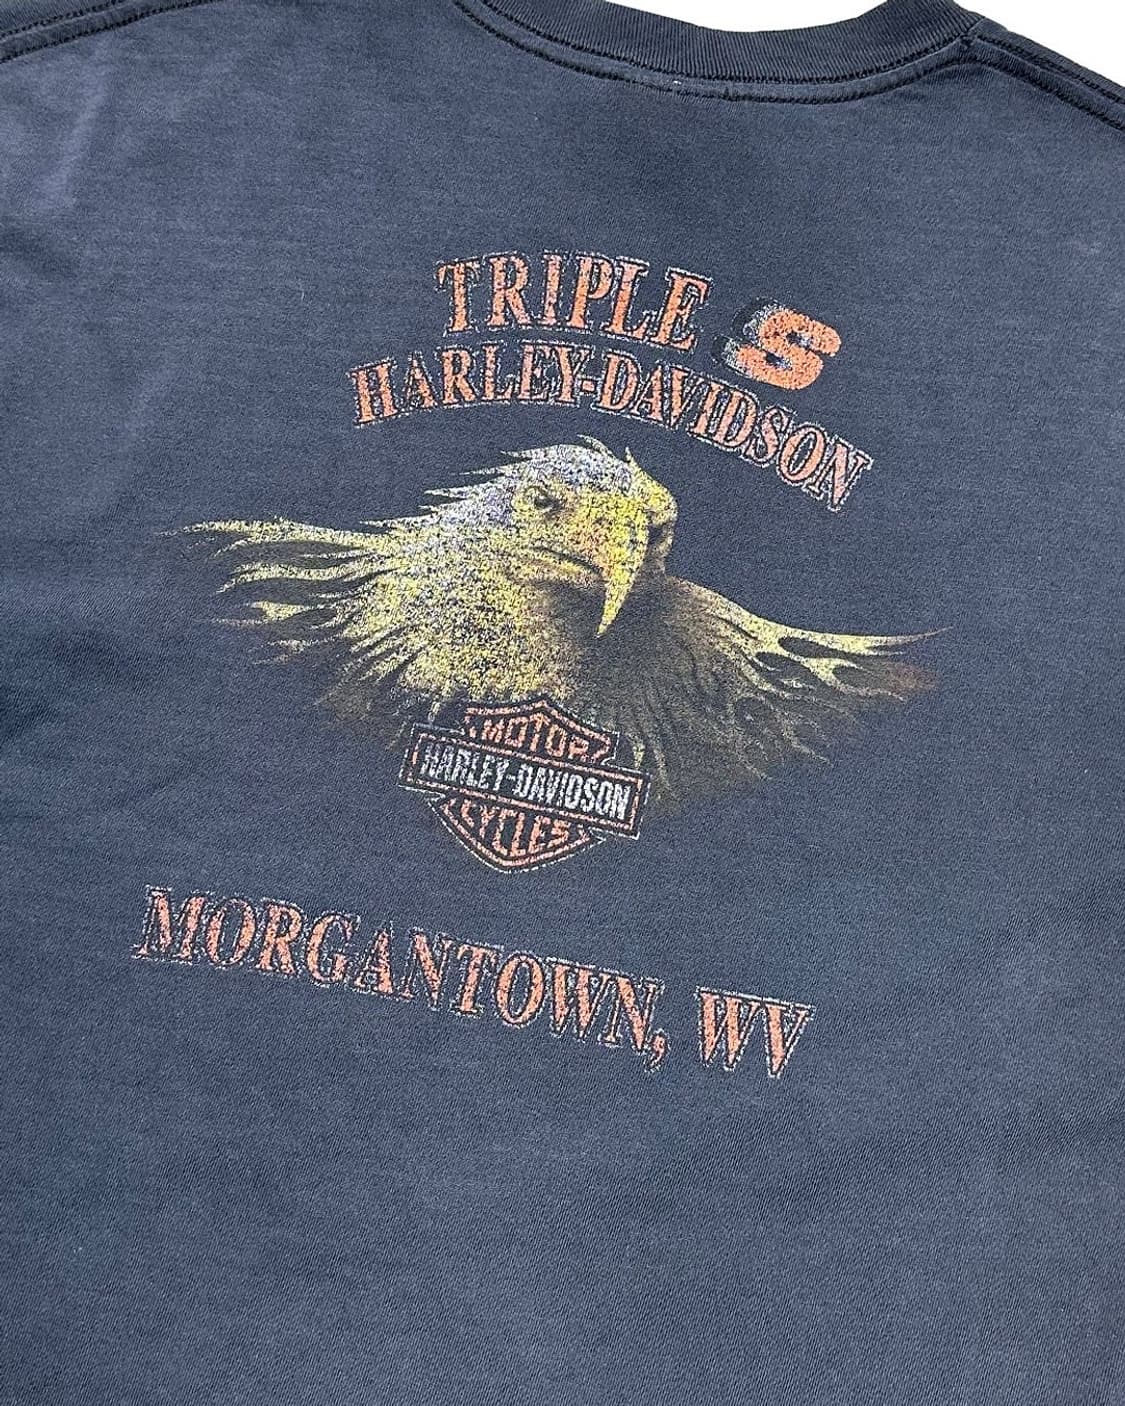 TRIPLE S
HARLEY-DAVIDSON
MOTOR
HARLEY-DAVIDSON
CYCLES
MORGANTOWN, WV